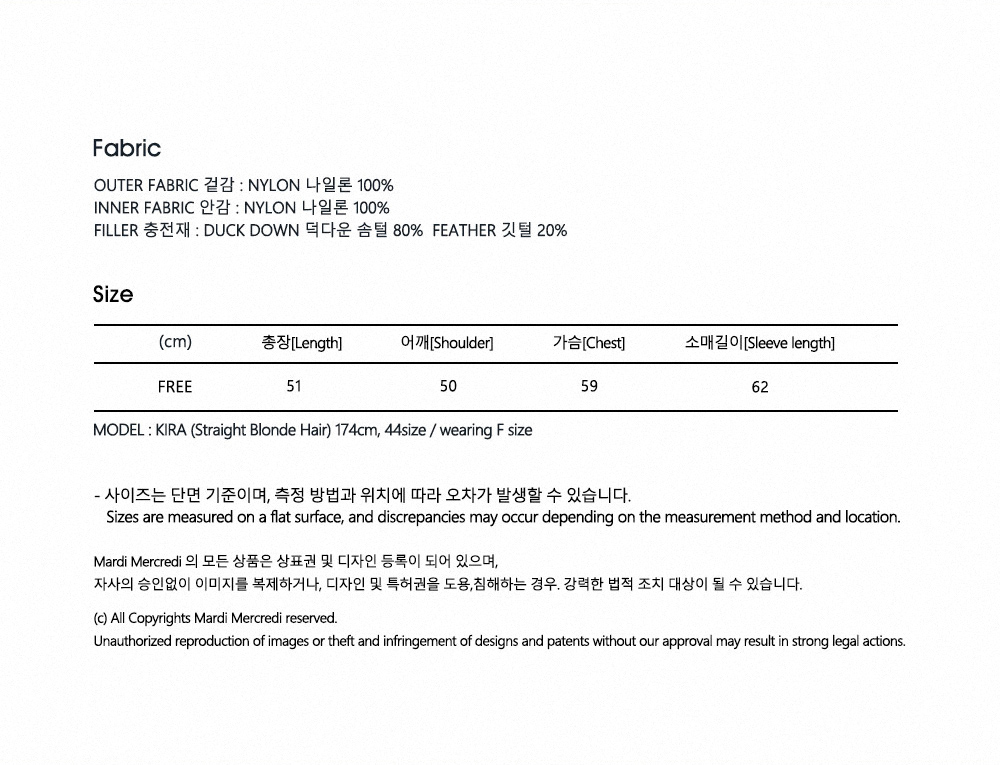 Fabric
OUTER FABRIC 겉감 : NYLON 나일론 100%
INNER FABRIC 안감 : NYLON 나일론 100%
FILLER 충전재 : DUCK DOWN 덕다운 솜털 80% FEATHER 깃털 20%
Size
(cm) 총장[Length] 어깨[Shoulder] 가슴[Chest] 소매길이[Sleeve length]
FREE 51 50 59 62
MODEL : KIRA (Straight Blonde Hair) 174cm, 44size / wearing F size
- 사이즈는 단면 기준이며, 측정 방법과 위치에 따라 오차가 발생할 수 있습니다.
Sizes are measured on a flat surface, and discrepancies may occur depending on the measurement method and location.
Mardi Mercredi 의 모든 상품은 상표권 및 디자인 등록이 되어 있으며,
자사의 승인없이 이미지를 복제하거나, 디자인 및 특허권을 도용,침해하는 경우. 강력한 법적 조치 대상이 될 수 있습니다.
(c) All Copyrights Mardi Mercredi reserved.
Unauthorized reproduction of images or theft and infringement of designs and patents without our approval may result in strong legal actions.